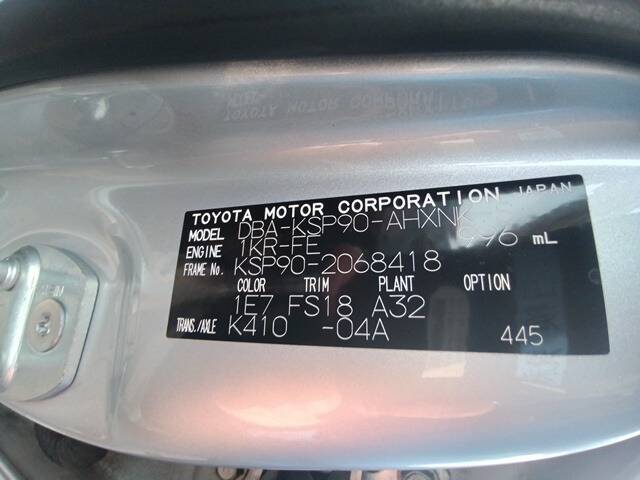 TOYOTA MOTOR CORPORATION JAPAN
MODEL DBA-KSP90-AHXNK
ENGINE 1KR-FE 996 mL
FRAME No. KSP90-2068418
COLOR TRIM PLANT
1E7 FS18 A32
TRANS./AXLE K410 -04A
445